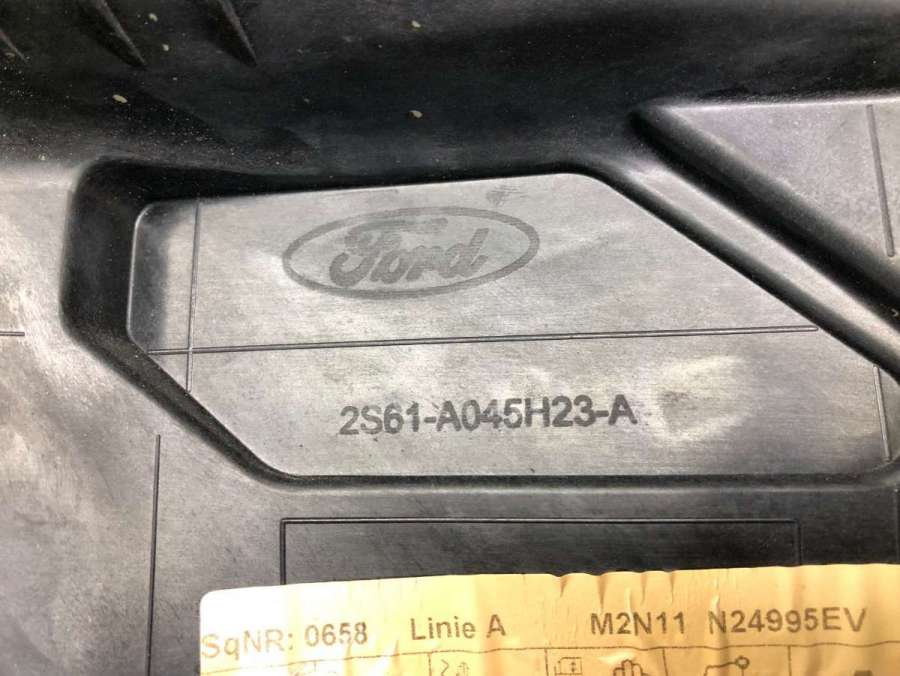 Ford
2S61-A045H23-A
SqNR: 0658 Linie A M2N11 N24995EV